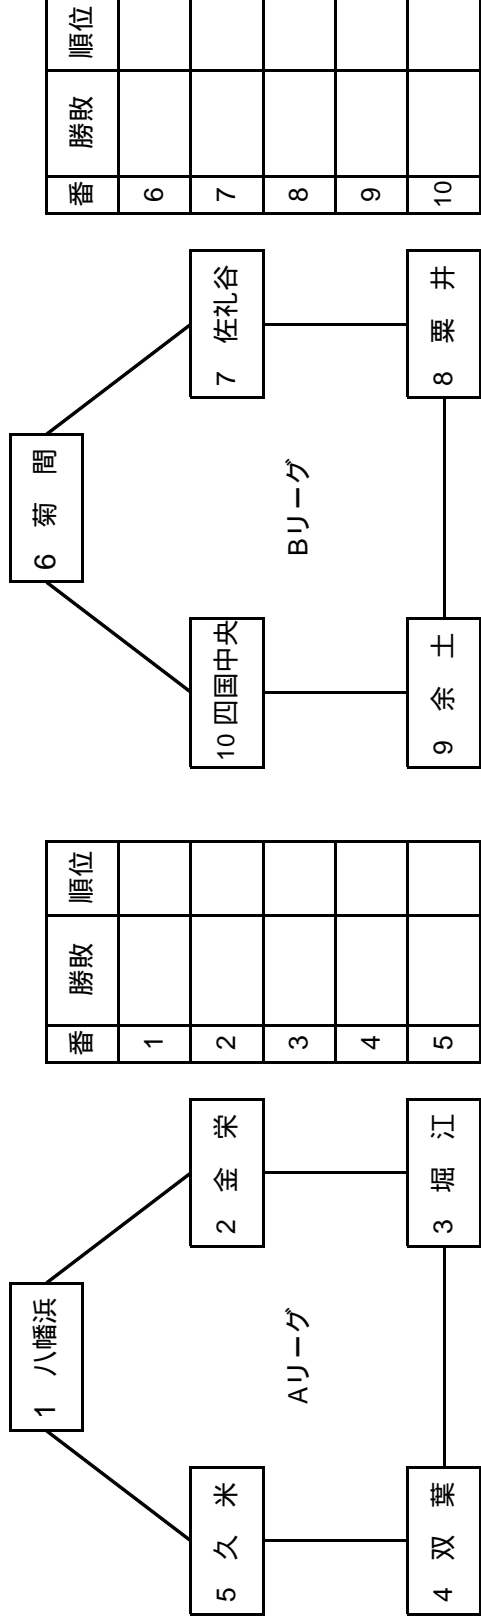 1 八幡浜
5 久 米
2 金 栄
Aリーグ
4 双 葉
3 堀 江
番 勝敗 順位
1
2
3
4
5
6 菊 間
10 四国中央
7 佐礼谷
Bリーグ
9 余 土
8 粟 井
番 勝敗 順位
6
7
8
9
10